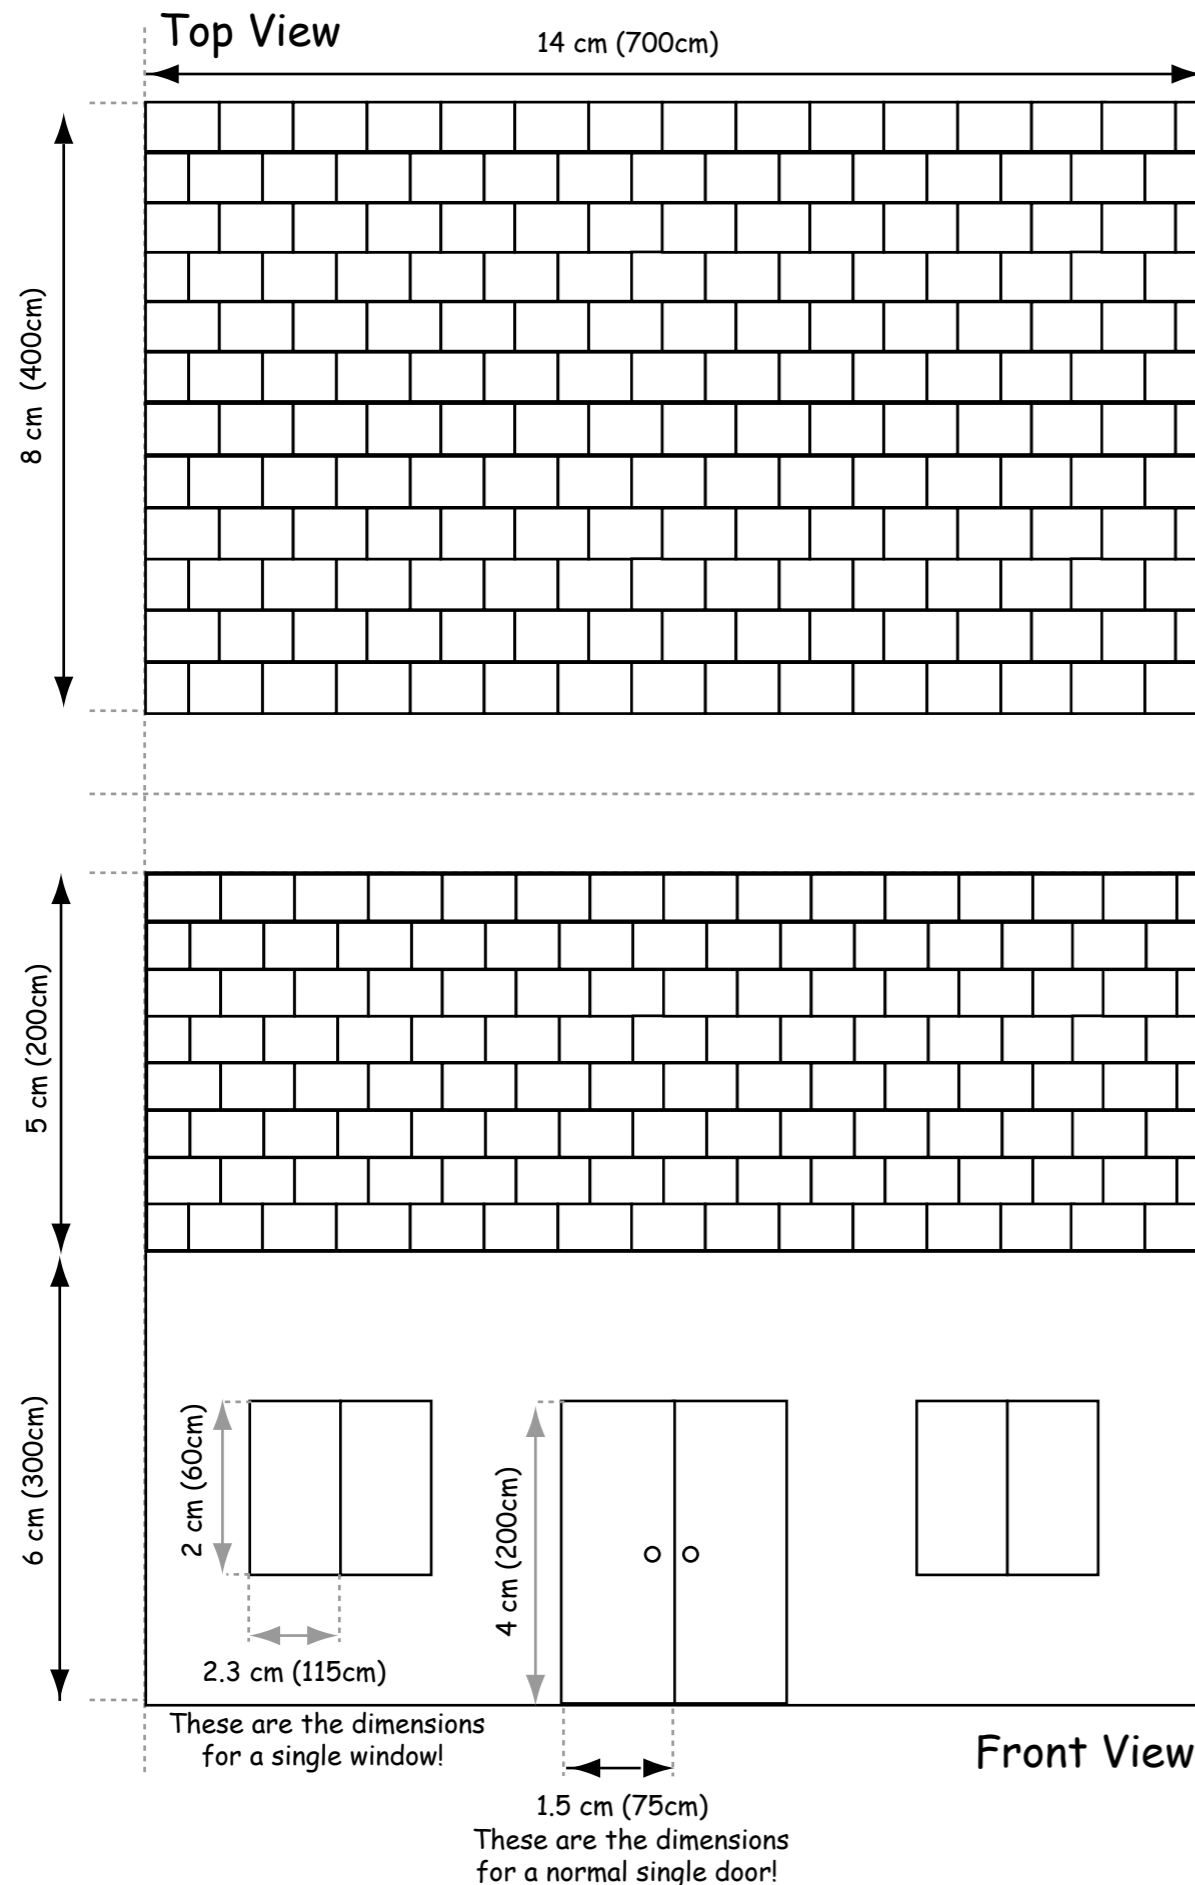 Top View
14 cm (700cm)
8 cm (400cm)
5 cm (200cm)
6 cm (300cm)
2 cm (60cm)
4 cm (200cm)
2.3 cm (115cm)
These are the dimensions
for a single window!
Front View
1.5 cm (75cm)
These are the dimensions
for a normal single door!